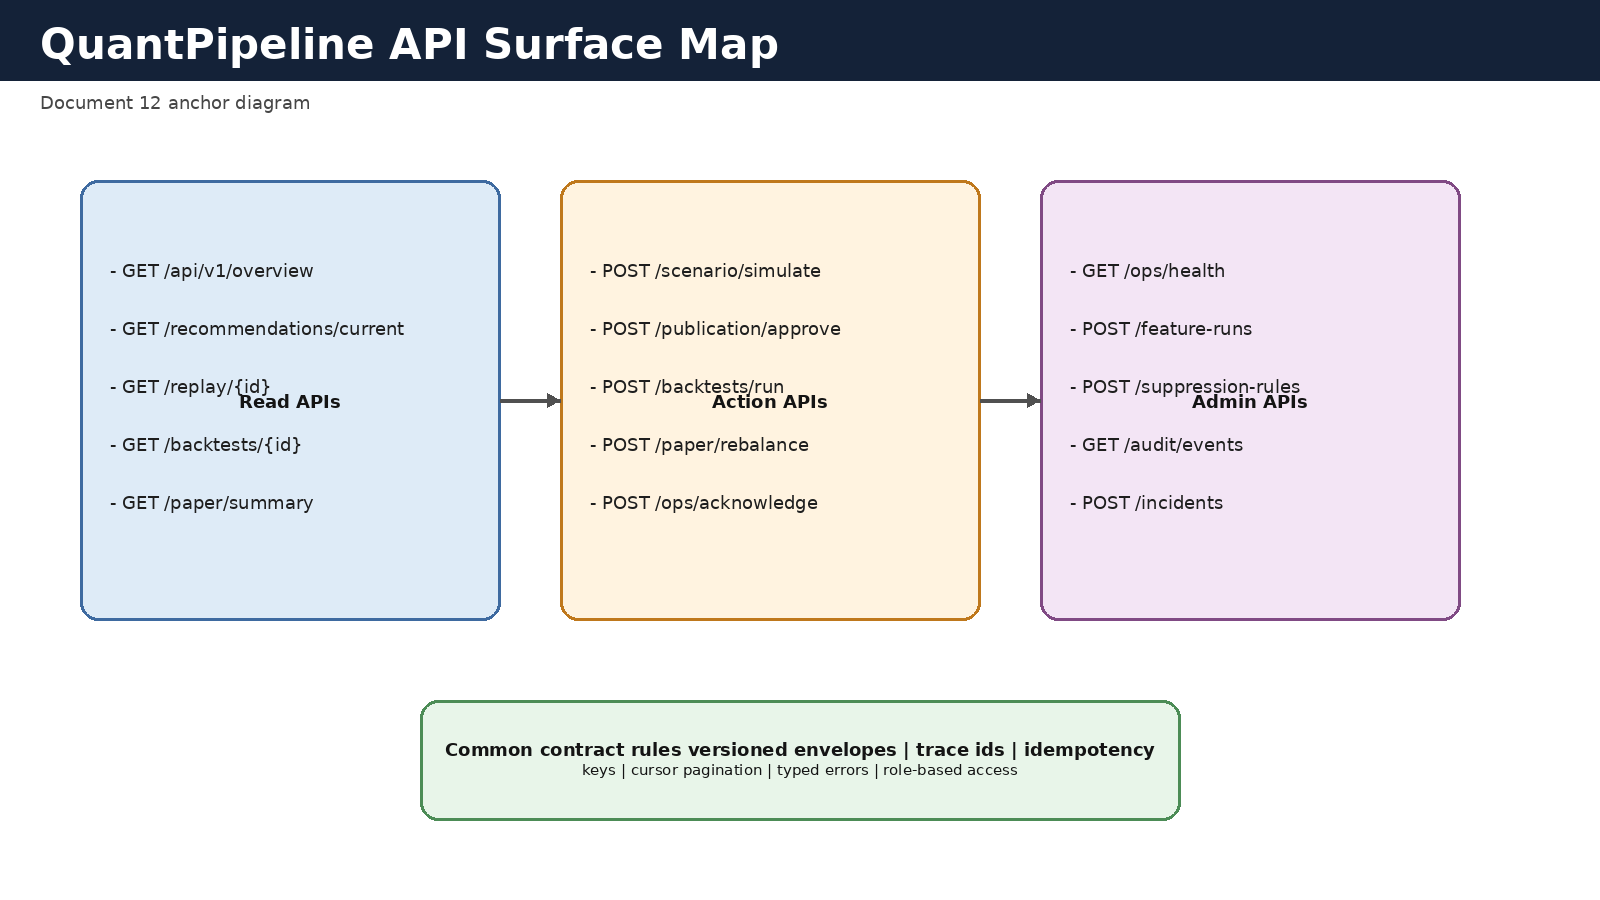 QuantPipeline API Surface Map
Document 12 anchor diagram
- GET /api/v1/overview
- GET /recommendations/current
- GET /replay/{id}
Read APIs
- GET /backtests/{id}
- GET /paper/summary
- POST /scenario/simulate
- POST /publication/approve
- POST /backtests/run
Action APIs
- POST /paper/rebalance
- POST /ops/acknowledge
- GET /ops/health
- POST /feature-runs
- POST /suppression-rules
Admin APIs
- GET /audit/events
- POST /incidents
Common contract rules versioned envelopes | trace ids | idempotency
keys | cursor pagination | typed errors | role-based access